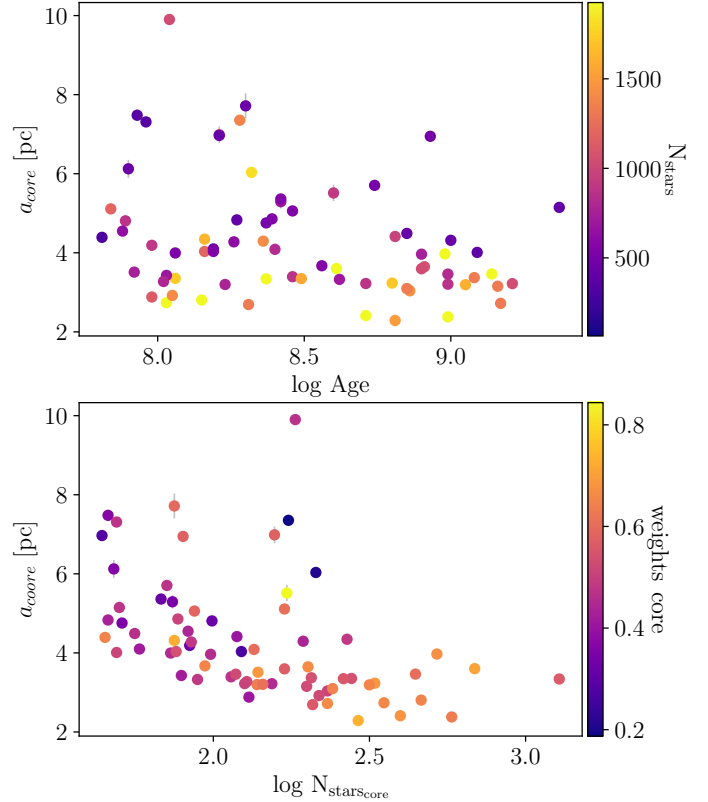 10
8
6
4
2
a_core [pc]
8.0 8.5 9.0
log Age
1500
1000
500
N_stars
10
8
6
4
2
a_coore [pc]
2.0 2.5 3.0
log N_stars_core
0.8
0.6
0.4
0.2
weights core